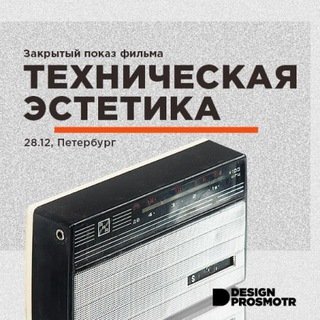 Закрытый показ фильма
ТЕХНИЧЕСКАЯ
ЭСТЕТИКА
28.12, Петербург
DESIGN
PROSMOTR